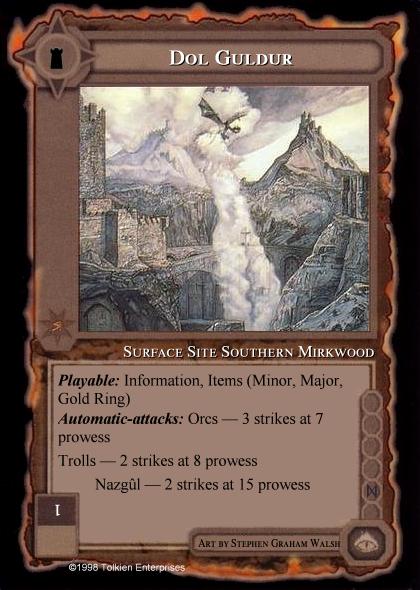 DOL GULDUR
SURFACE SITE SOUTHERN MIRKWOOD
Playable: Information, Items (Minor, Major,
Gold Ring)
Automatic-attacks: Orcs — 3 strikes at 7
prowess
Trolls — 2 strikes at 8 prowess
Nazgûl — 2 strikes at 15 prowess
I
ART BY STEPHEN GRAHAM WALSH
©1998 Tolkien Enterprises